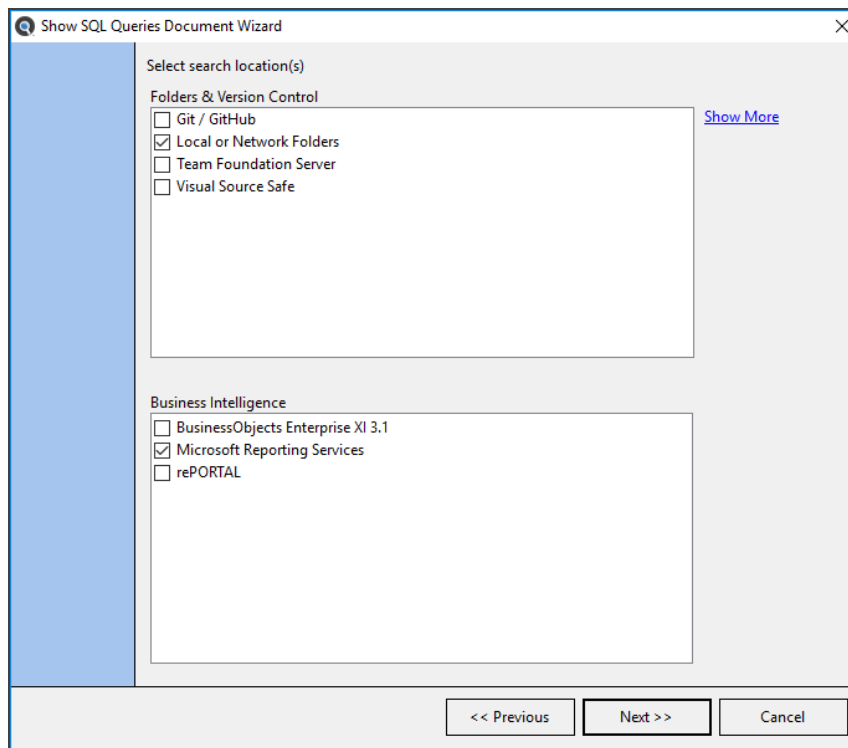 Show SQL Queries Document Wizard
Select search location(s)
Folders & Version Control
Git / GitHub
Show More
Local or Network Folders
Team Foundation Server
Visual Source Safe
Business Intelligence
BusinessObjects Enterprise XI 3.1
Microsoft Reporting Services
rePORTAL
<< Previous
Next >>
Cancel